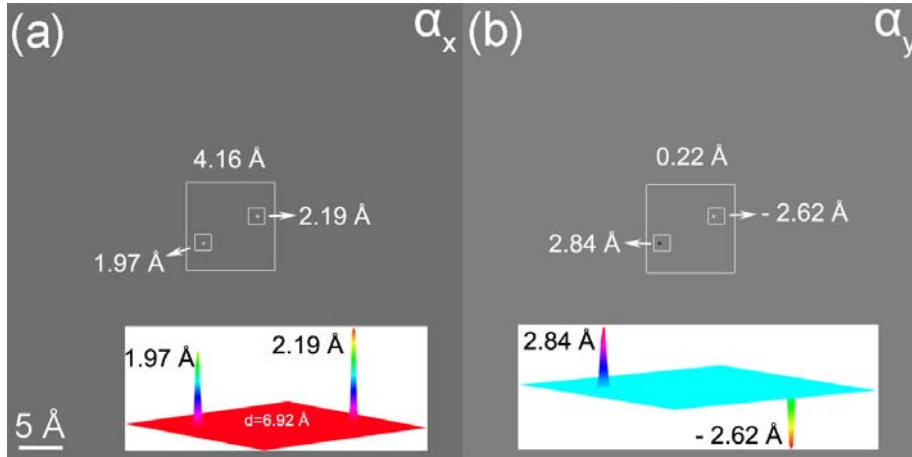 (a)
αx
4.16 Å
2.19 Å
1.97 Å
1.97 Å
2.19 Å
d=6.92 Å
5 Å
(b)
αy
0.22 Å
- 2.62 Å
2.84 Å
2.84 Å
- 2.62 Å